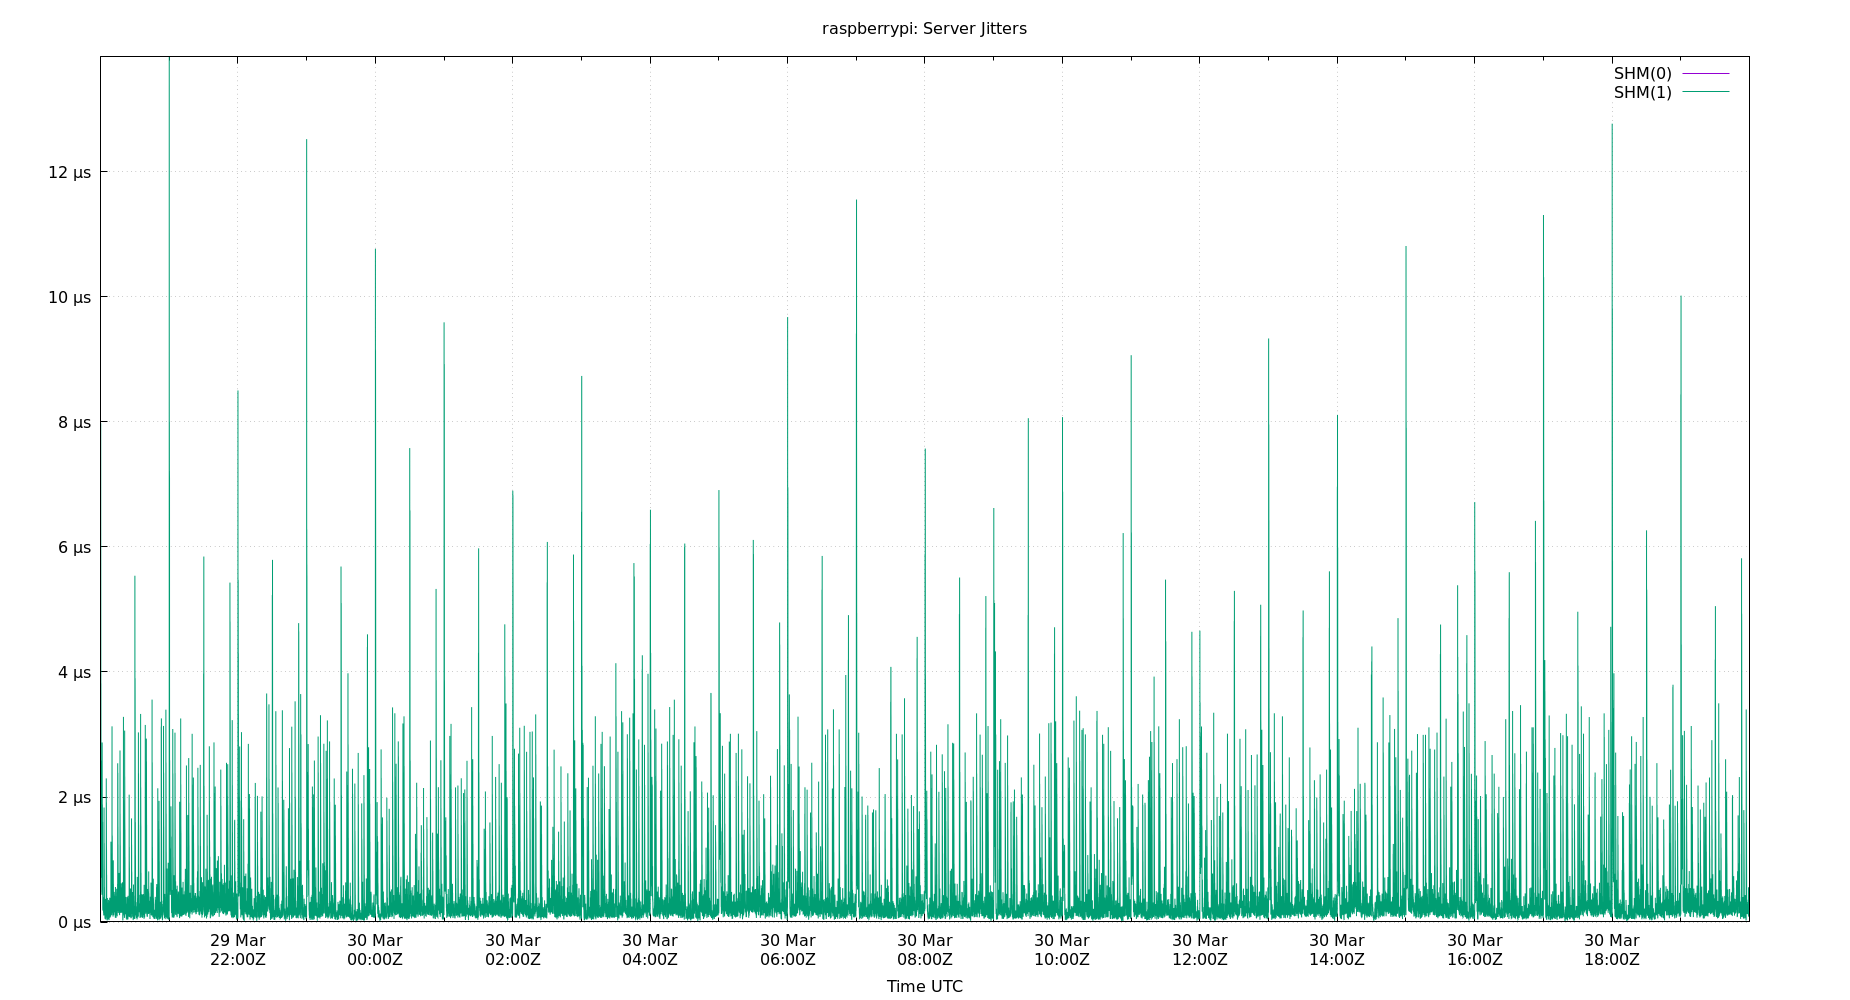 raspberrypi: Server Jitters
SHM(0)
SHM(1)
12 µs
10 µs
8 µs
6 µs
4 µs
2 µs
0 µs
29 Mar 30 Mar 30 Mar 30 Mar 30 Mar 30 Mar 30 Mar 30 Mar 30 Mar 30 Mar 30 Mar
22:00Z 00:00Z 02:00Z 04:00Z 06:00Z 08:00Z 10:00Z 12:00Z 14:00Z 16:00Z 18:00Z
Time UTC